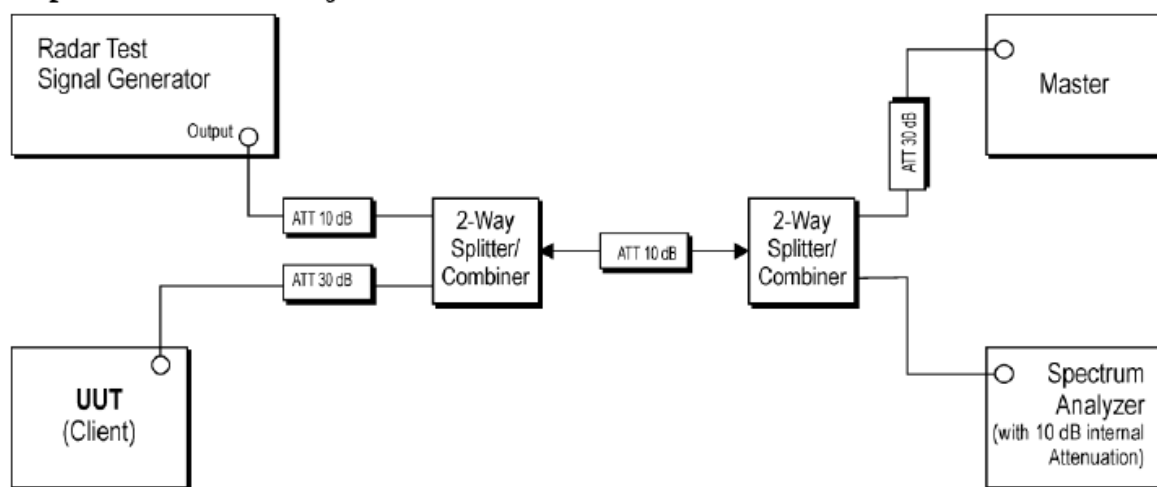 Radar Test
Signal Generator
Output
Master
ATT 30 dB
ATT 10 dB
2-Way
Splitter/
Combiner
ATT 10 dB
2-Way
Splitter/
Combiner
ATT 30 dB
UUT
(Client)
Spectrum
Analyzer
(with 10 dB internal
Attenuation)